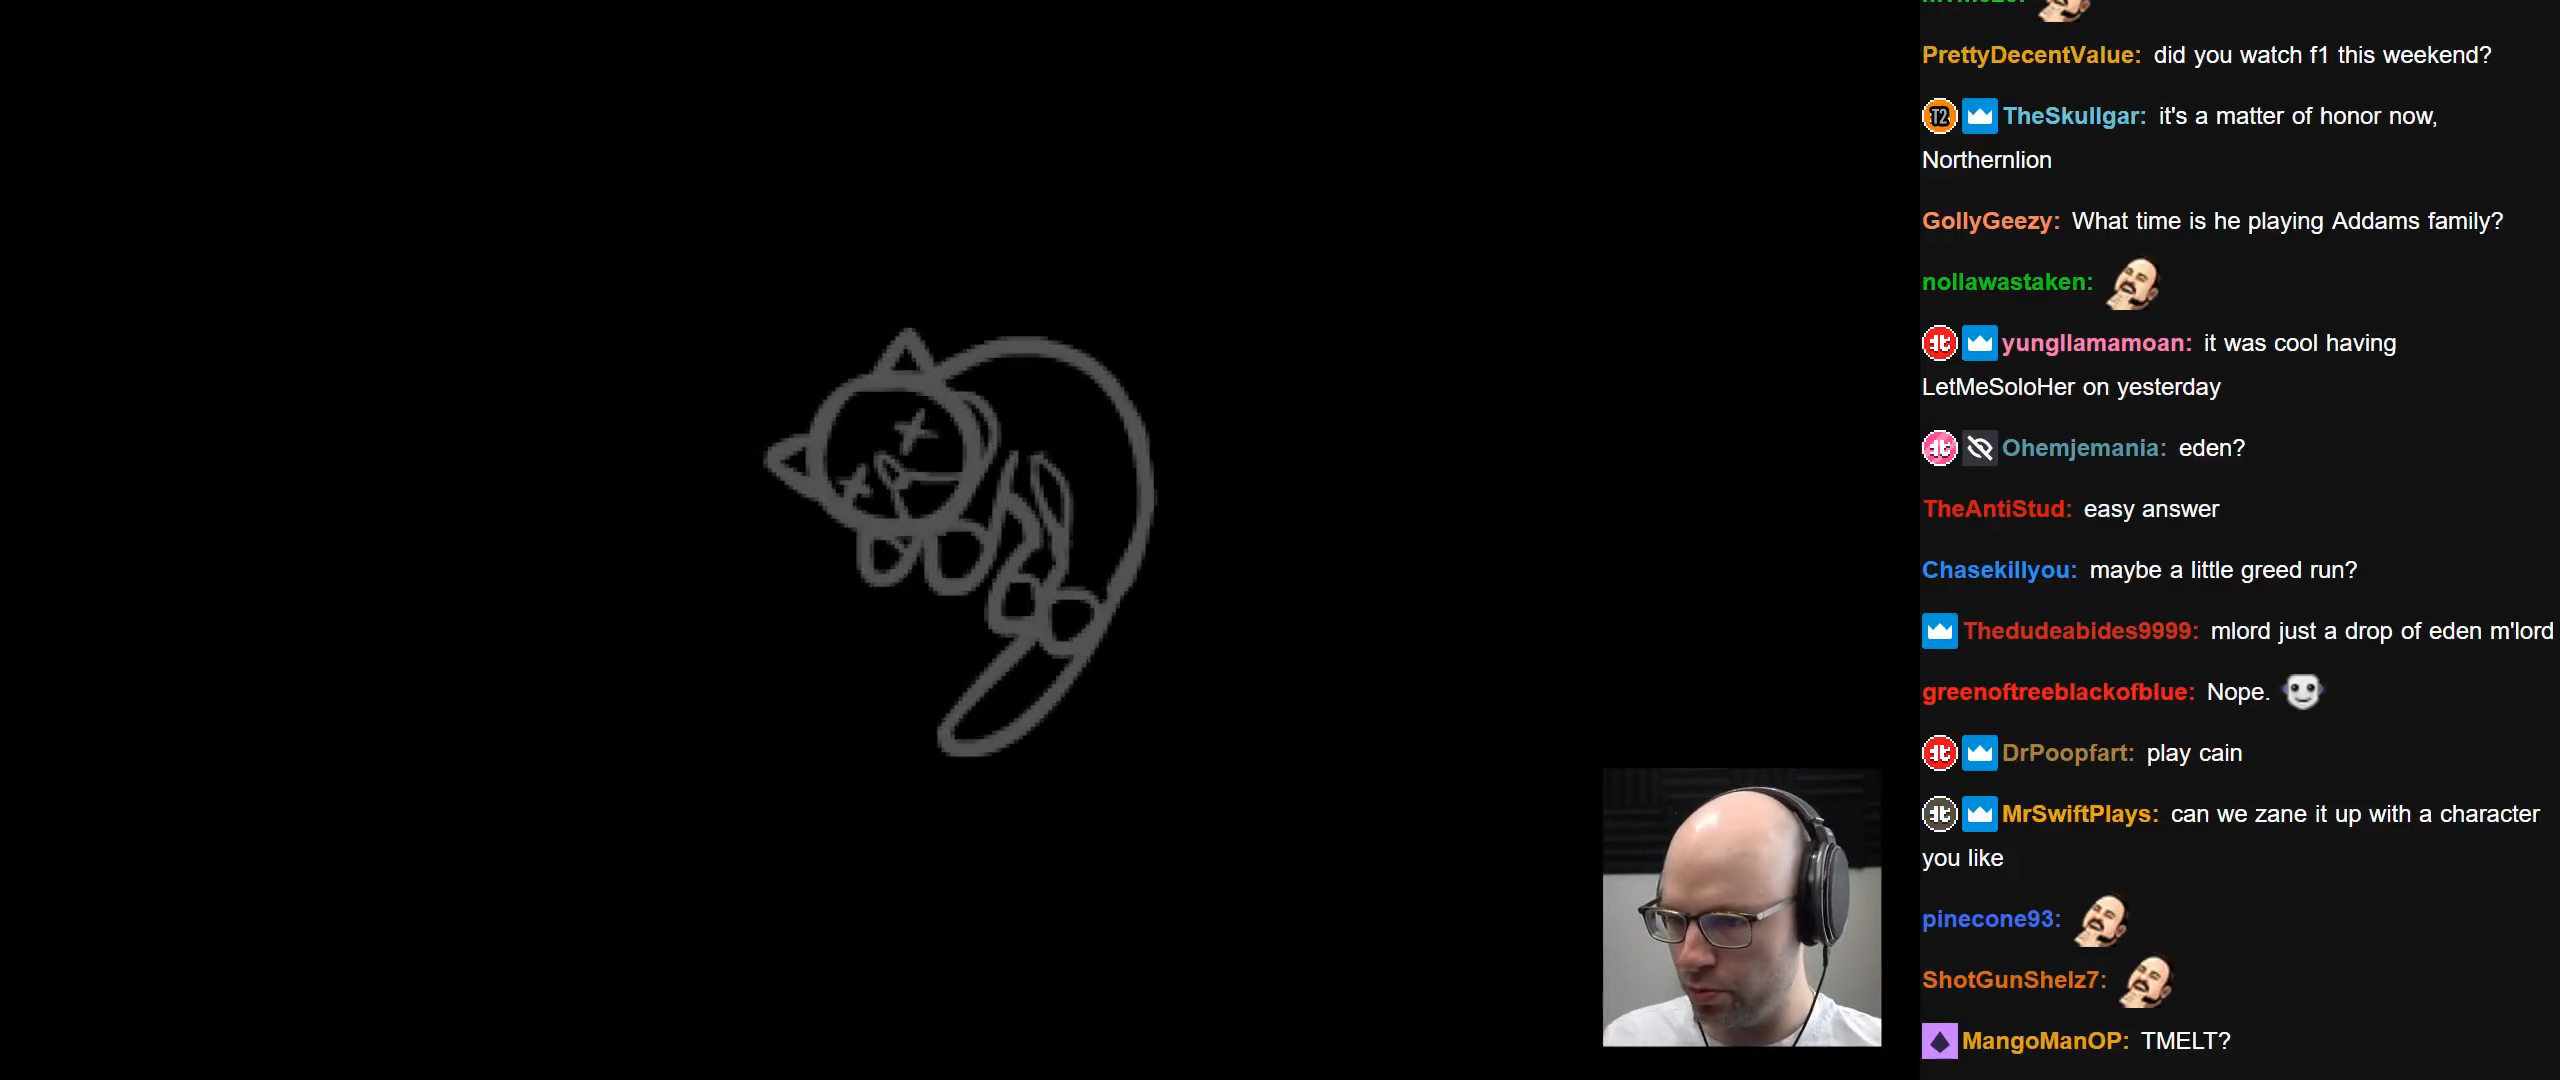 PrettyDecentValue: did you watch f1 this weekend?
T2 TheSkullgar: it's a matter of honor now,
Northernlion
GollyGeezy: What time is he playing Addams family?
nollawastaken:
yungllamamoan: it was cool having
LetMeSoloHer on yesterday
Ohemjemania: eden?
TheAntiStud: easy answer
Chasekillyou: maybe a little greed run?
Thedudeabides9999: mlord just a drop of eden m'lord
greenoftreeblackofblue: Nope.
DrPoopfart: play cain
MrSwiftPlays: can we zane it up with a character
you like
pinecone93:
ShotGunShelz7:
MangoManOP: TMELT?